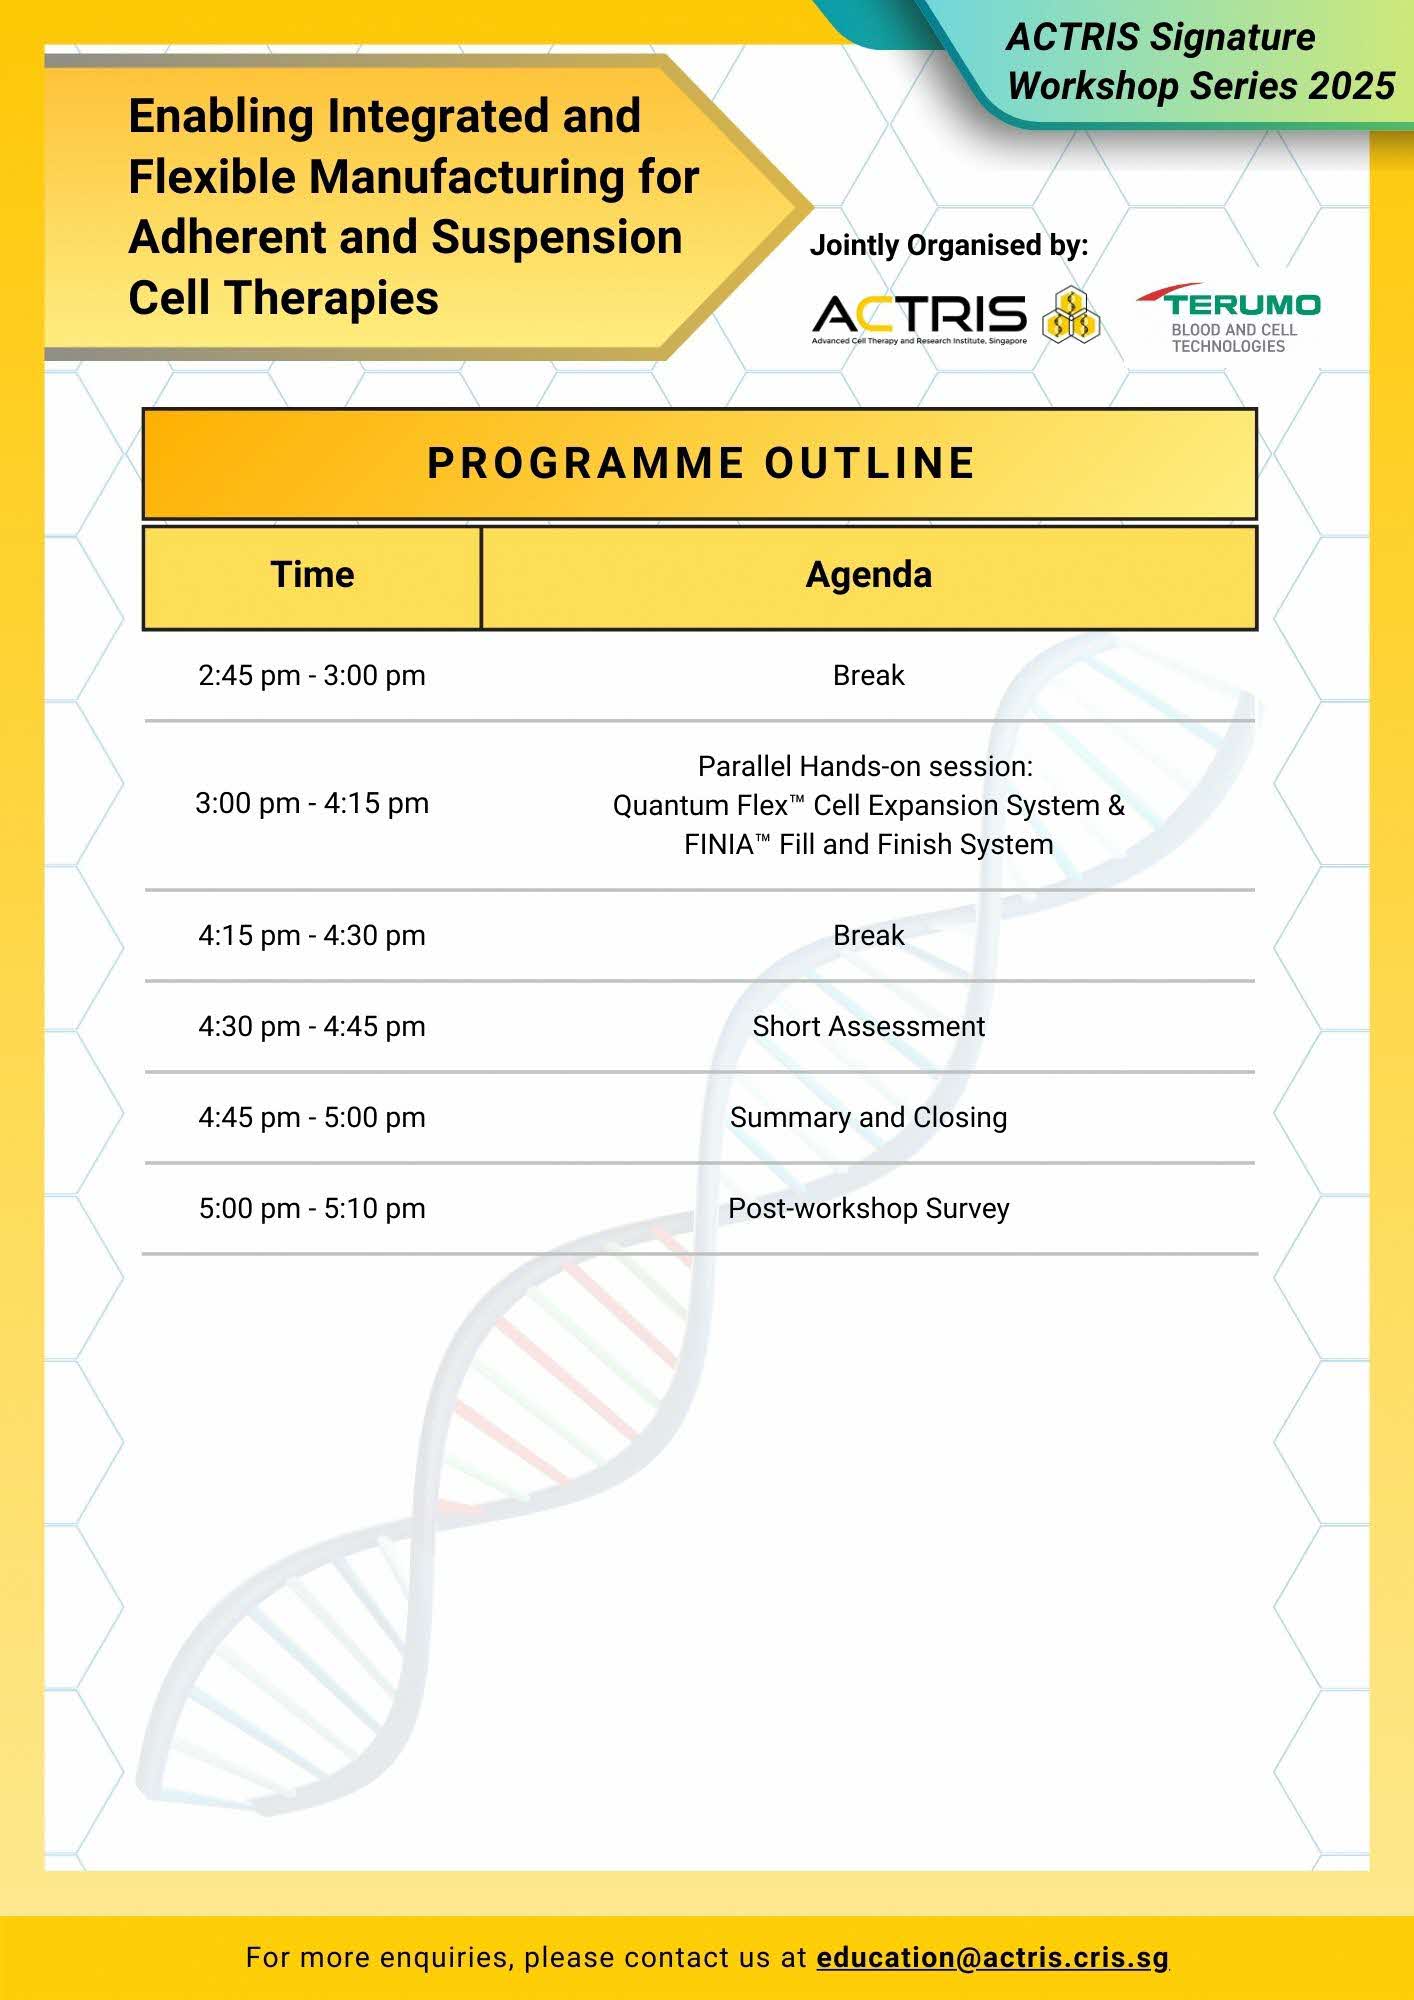 ACTRIS Signature
Workshop Series 2025
Enabling Integrated and
Flexible Manufacturing for
Adherent and Suspension
Cell Therapies
Jointly Organised by:
ACTRIS
Advanced Cell Therapy and Research Institute, Singapore
TERUMO
BLOOD AND CELL
TECHNOLOGIES
PROGRAMME OUTLINE
Time Agenda
2:45 pm - 3:00 pm Break
Parallel Hands-on session:
3:00 pm - 4:15 pm Quantum Flex™ Cell Expansion System &
FINIA™ Fill and Finish System
4:15 pm - 4:30 pm Break
4:30 pm - 4:45 pm Short Assessment
4:45 pm - 5:00 pm Summary and Closing
5:00 pm - 5:10 pm Post-workshop Survey
For more enquiries, please contact us at education@actris.cris.sg